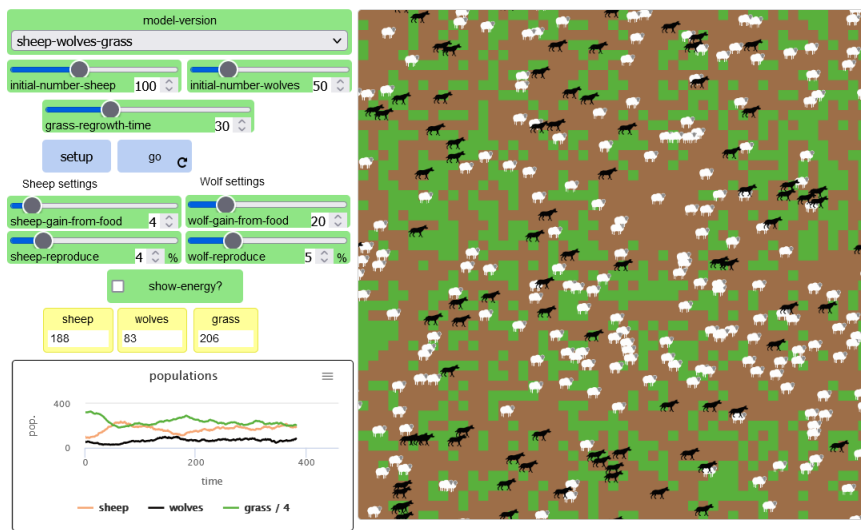 model-version
sheep-wolves-grass
initial-number-sheep 100
initial-number-wolves 50
grass-regrowth-time 30
setup
go
Sheep settings
Wolf settings
sheep-gain-from-food 4
wolf-gain-from-food 20
sheep-reproduce 4 %
wolf-reproduce 5 %
show-energy?
sheep
188
wolves
83
grass
206
populations
pop.
400
0
0
200
400
time
sheep
wolves
grass / 4